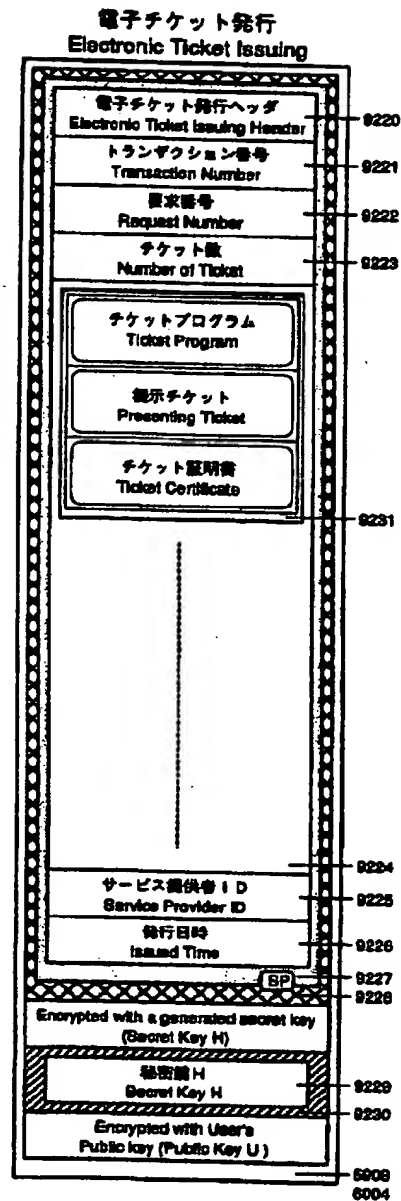 電子チケット発行
Electronic Ticket Issuing
電子チケット発行ヘッダ
Electronic Ticket Issuing Header
9220
トランザクション番号
Transaction Number
9221
要求番号
Request Number
9222
チケット数
Number of Ticket
9223
チケットプログラム
Ticket Program
提示チケット
Presenting Ticket
チケット証明書
Ticket Certificate
9231
9224
サービス提供者ID
Service Provider ID
9225
発行日時
Issued Time
9226
SP
9227
9228
Encrypted with a generated secret key
(Secret Key H)
秘密鍵H
Secret Key H
9229
9230
Encrypted with User's
Public key (Public Key U)
6004